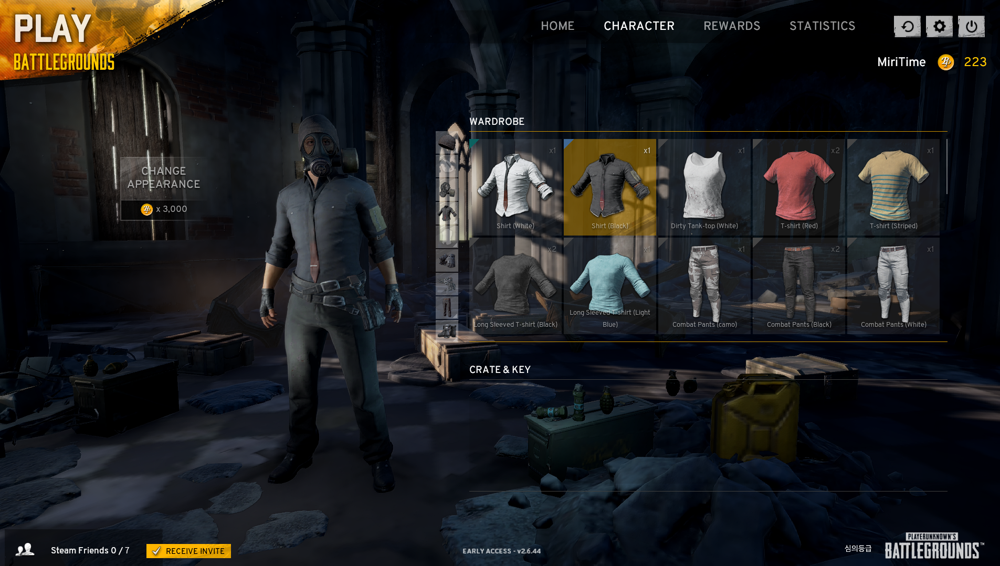 PLAY
BATTLEGROUNDS
HOME
CHARACTER
REWARDS
STATISTICS
MiriTime
223
CHANGE
APPEARANCE
x 3,000
WARDROBE
x1
Shirt (White)
x1
Shirt (Black)
x1
Dirty Tank-top (White)
x2
T-shirt (Red)
x1
T-shirt (Striped)
x2
Long Sleeved T-shirt (Black)
x1
Long Sleeved T-shirt (Light
Blue)
x1
Combat Pants (camo)
x2
Combat Pants (Black)
x1
Combat Pants (White)
CRATE & KEY
Steam Friends 0 / 7
RECEIVE INVITE
EARLY ACCESS - v2.6.44
심의등급
PLAYERUNKNOWN'S
BATTLEGROUNDS™